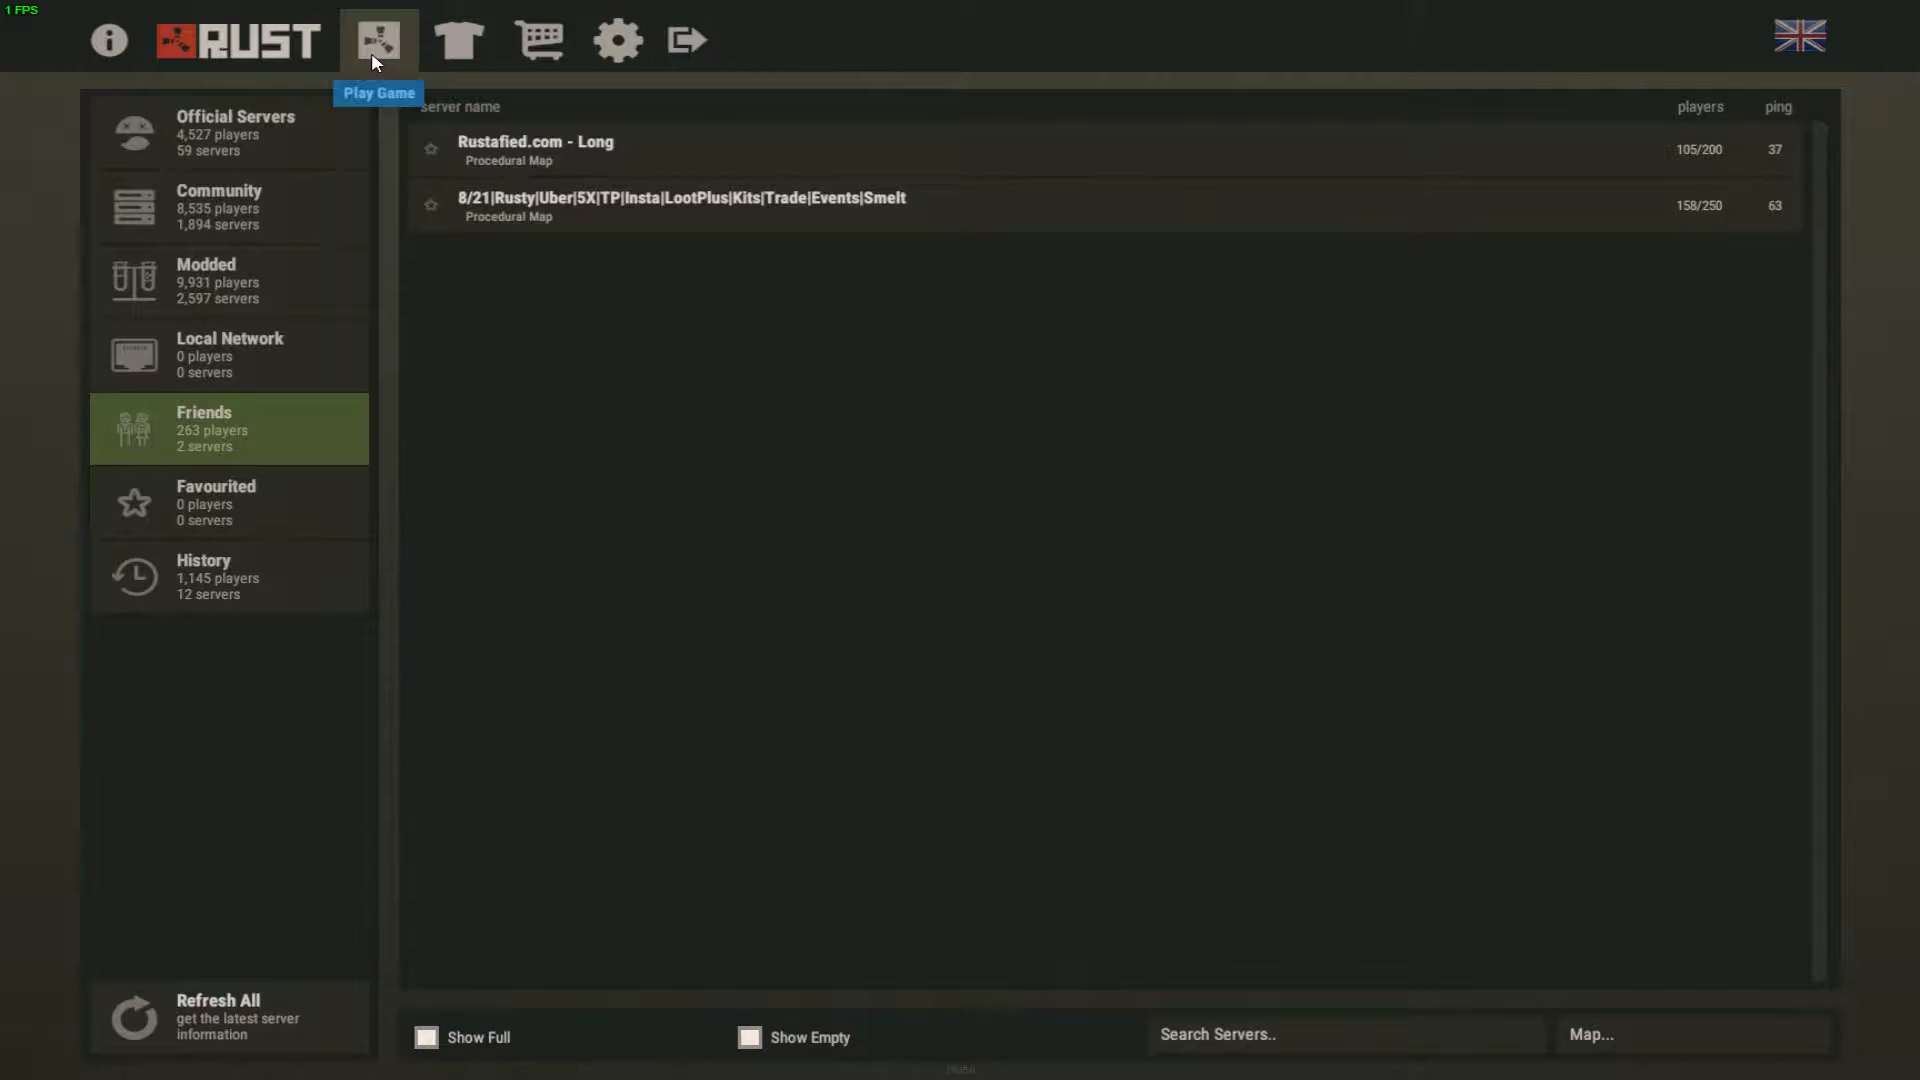 1 FPS
RUST
Play Game
server name
players
ping
Official Servers
4,527 players
59 servers
Rustafied.com - Long
Procedural Map
105/200
37
Community
8,535 players
1,894 servers
8/21|Rusty|Uber|5X|TP|Insta|LootPlus|Kits|Trade|Events|Smelt
Procedural Map
158/250
63
Modded
9,931 players
2,597 servers
Local Network
0 players
0 servers
Friends
263 players
2 servers
Favourited
0 players
0 servers
History
1,145 players
12 servers
Refresh All
get the latest server
information
Show Full
Show Empty
Search Servers..
Map...